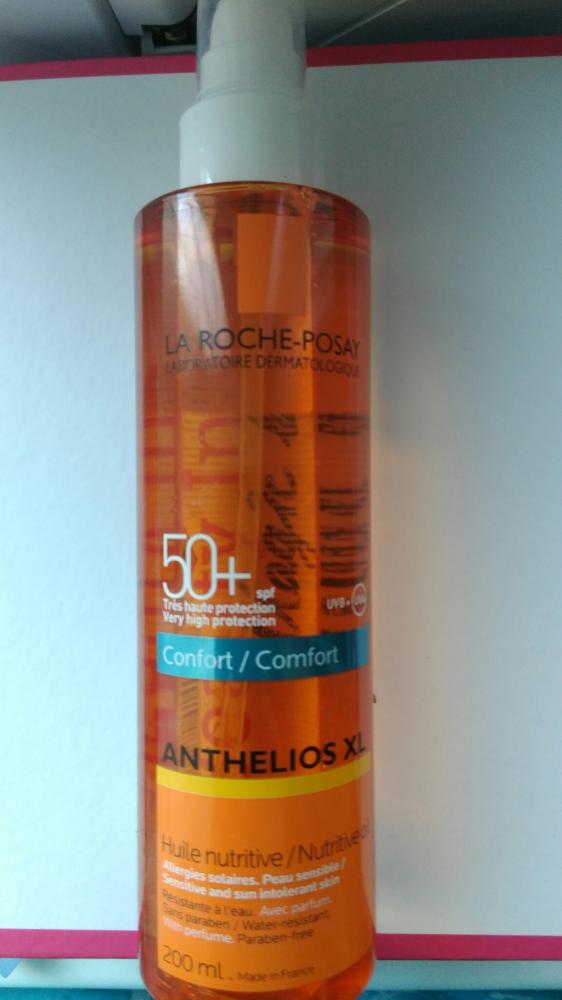 LA ROCHE-POSAY
LABORATOIRE DERMATOLOGIQUE
50+ spf
Très haute protection
Very high protection
UVB + UVA
Confort / Comfort
ANTHELIOS XL
Huile nutritive / Nutritive oil
Allergies solaires. Peau sensible /
Sensitive and sun intolerant skin
Résistante à l'eau. Avec parfum.
Sans paraben / Water-resistant.
With perfume. Paraben-free
200 ml . Made in France